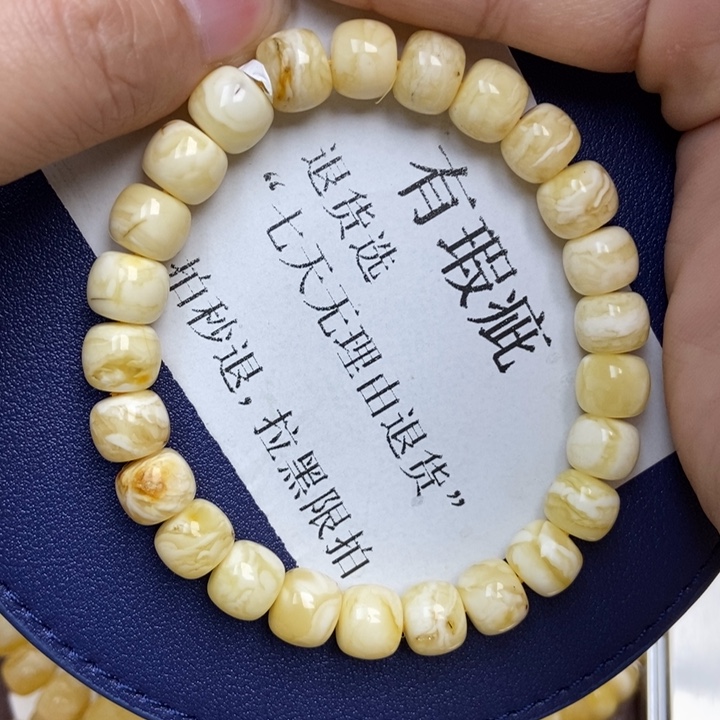 有瑕疵
退货选
“七天无理由退货”
拍秒退，拉黑限拍